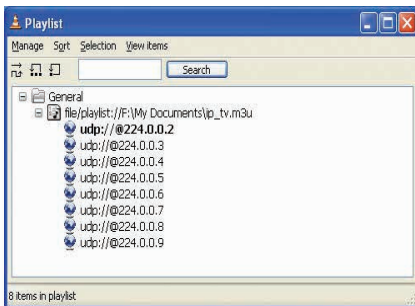 Playlist
Manage Sort Selection View items
Search
General
file/playlist://F:\My Documents\ip_tv.m3u
udp://@224.0.0.2
udp://@224.0.0.3
udp://@224.0.0.4
udp://@224.0.0.5
udp://@224.0.0.6
udp://@224.0.0.7
udp://@224.0.0.8
udp://@224.0.0.9
8 items in playlist